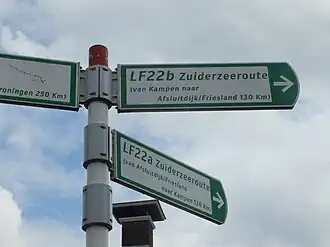 roningen 250 Km)
LF22b Zuiderzeeroute
(van Kampen naar
Afsluitdijk/Friesland 130 Km)
LF22a Zuiderzeeroute
(van Afsluitdijk/Friesland
naar Kampen 130 km)